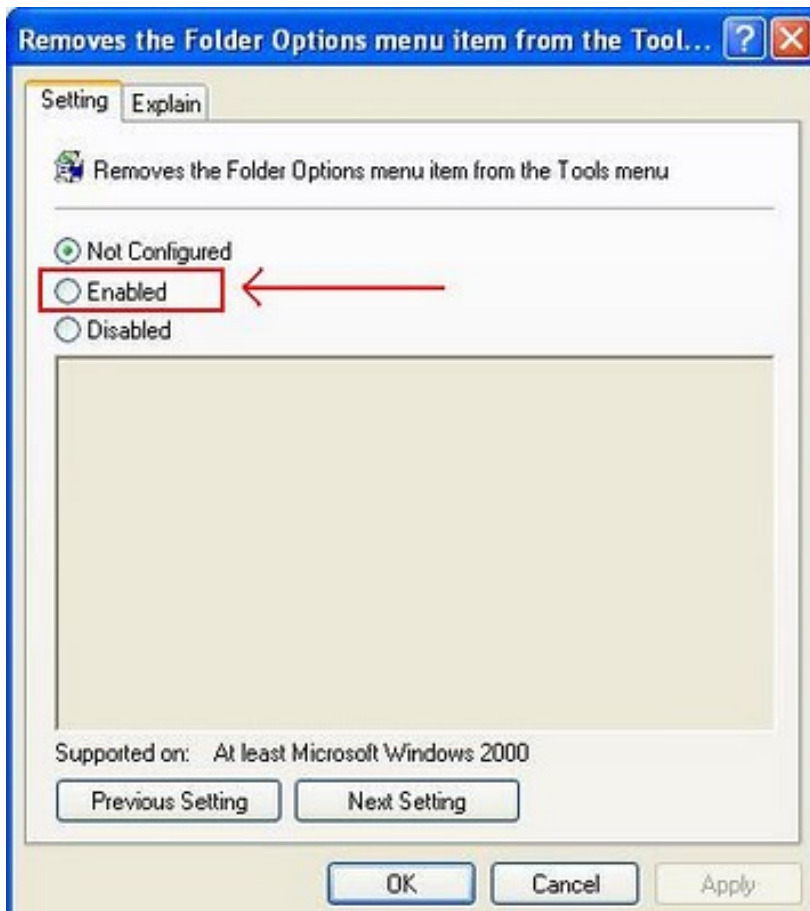 Removes the Folder Options menu item from the Tool...
Setting
Explain
Removes the Folder Options menu item from the Tools menu
Not Configured
Enabled
Disabled
Supported on: At least Microsoft Windows 2000
Previous Setting
Next Setting
OK
Cancel
Apply